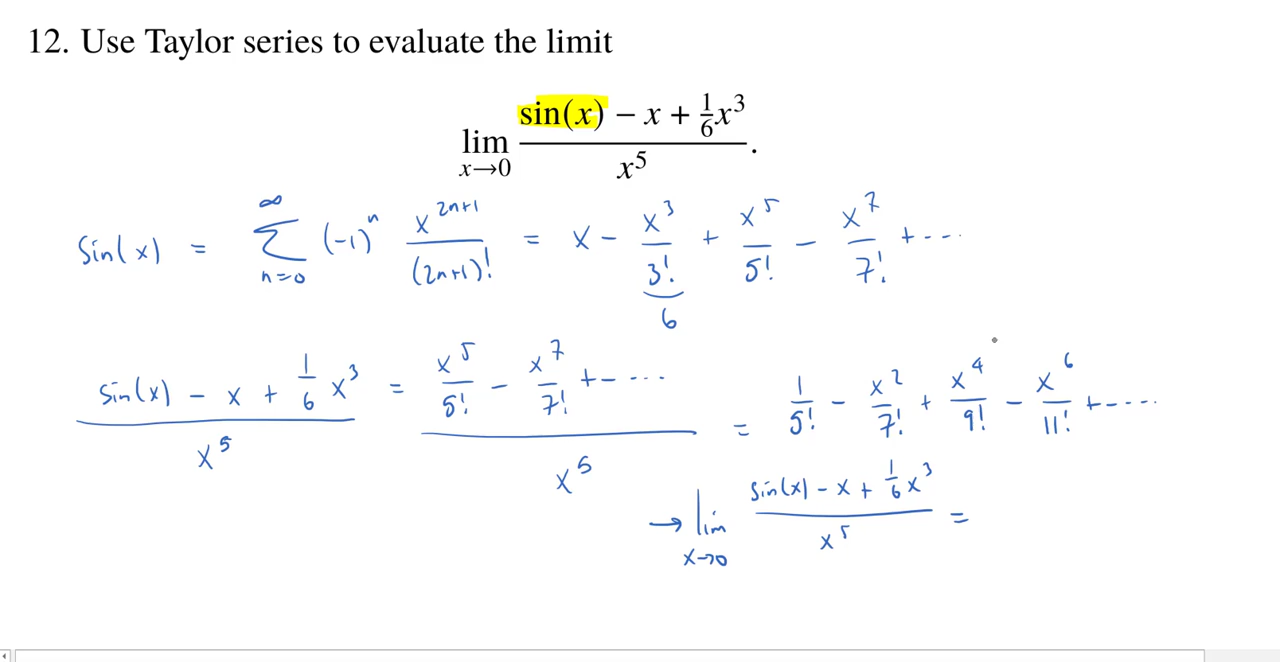 12. Use Taylor series to evaluate the limit
lim_{x→0} (sin(x) − x + 1/6 x^3) / x^5 .
Sin(x) = ∑_{n=0}^{∞} (-1)^n x^{2n+1} / (2n+1)! = x - x^3/3! + x^5/5! - x^7/7! + ....
6
(Sin(x) - x + 1/6 x^3) / x^5 = (x^5/5! - x^7/7! + - ...) / x^5 = 1/5! - x^2/7! + x^4/9! - x^6/11! + ....
→ lim_{x→0} (Sin(x) - x + 1/6 x^3) / x^5 =